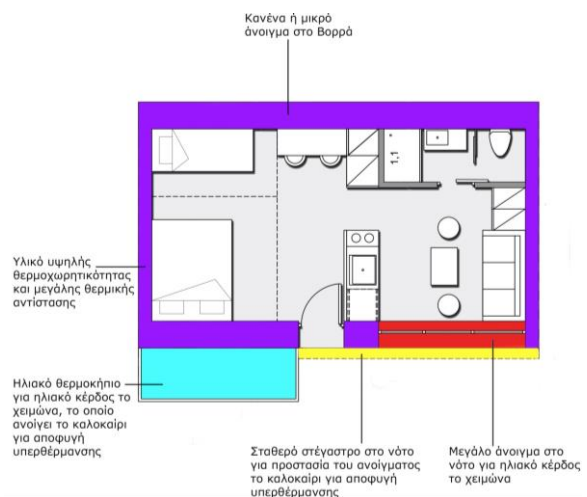 Κανένα ή μικρό
άνοιγμα στο Βορρά
1,1
Υλικό υψηλής
θερμοχωρητικότητας
και μεγάλης θερμικής
αντίστασης
Ηλιακό θερμοκήπιο
για ηλιακό κέρδος το
χειμώνα, το οποίο
ανοίγει το καλοκαίρι
για αποφυγή
υπερθέρμανσης
Σταθερό στέγαστρο στο νότο
για προστασία του ανοίγματος
το καλοκαίρι για αποφυγή
υπερθέρμανσης
Μεγάλο άνοιγμα στο
νότο για ηλιακό κέρδος
το χειμώνα